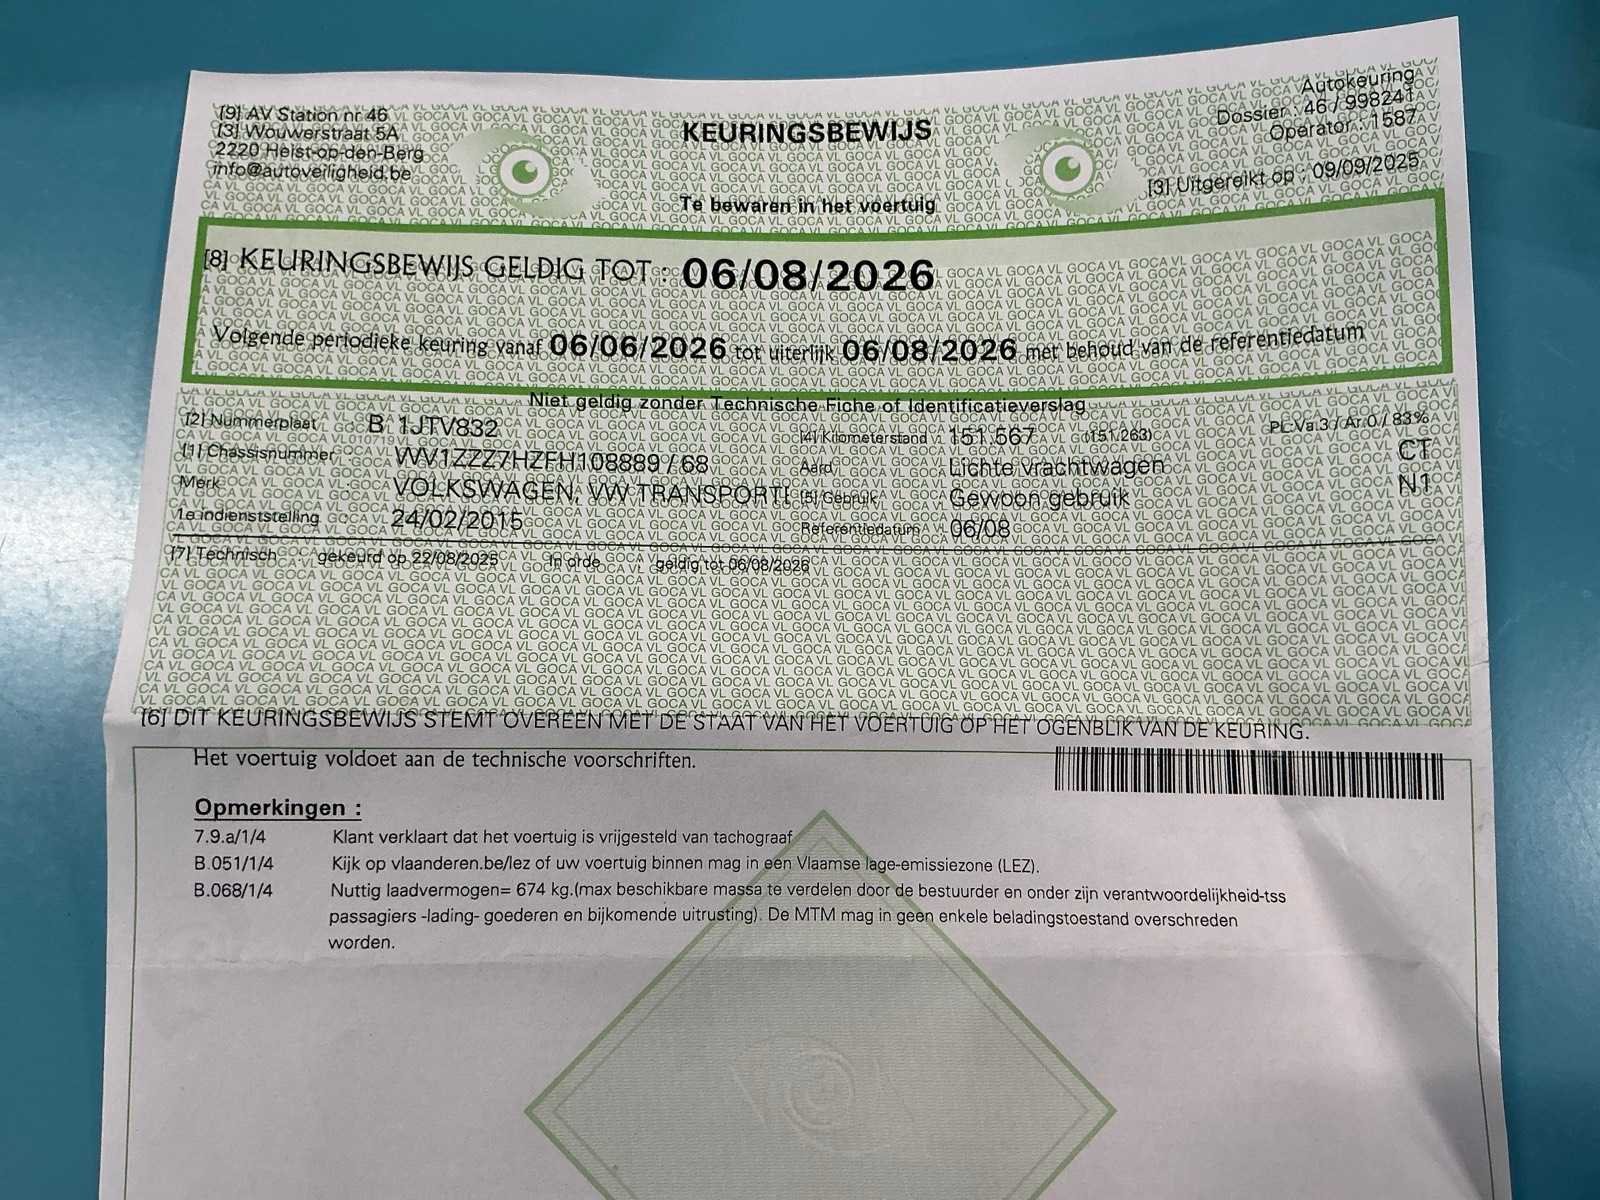 [9] AV Station nr 46
[3] Wouwerstraat 5A
2220 Heist-op-den-Berg
info@autoveiligheid.be
KEURINGSBEWIJS
Te bewaren in het voertuig
Autokeuring
Dossier : 46 / 998241
Operator : 1587
[3] Uitgereikt op : 09/09/2025
[8] KEURINGSBEWIJS GELDIG TOT : 06/08/2026
Volgende periodieke keuring vanaf 06/06/2026 tot uiterlijk 06/08/2026 met behoud van de referentiedatum
Niet geldig zonder Technische Fiche of Identificatieverslag
[2] Nummerplaat : B 1JTV832 [4] Kilometerstand : 151.567 (151.263) PL:Va.3 / Ar.0 / 83%
[1] Chassisnummer : WV1ZZZ7HZFH108889 / 68 Aard : Lichte vrachtwagen CT
Merk : VOLKSWAGEN, VW TRANSPORTE [5] Gebruik : Gewoon gebruik N1
1e indienststelling : 24/02/2015 Referentiedatum : 06/08
[7] Technisch : gekeurd op 22/08/2025 In orde : geldig tot 06/08/2026
[6] DIT KEURINGSBEWIJS STEMT OVEREEN MET DE STAAT VAN HET VOERTUIG OP HET OGENBLIK VAN DE KEURING.
Het voertuig voldoet aan de technische voorschriften.
Opmerkingen :
7.9.a/1/4 Klant verklaart dat het voertuig is vrijgesteld van tachograaf
B.051/1/4 Kijk op vlaanderen.be/lez of uw voertuig binnen mag in een Vlaamse lage-emissiezone (LEZ).
B.068/1/4 Nuttig laadvermogen= 674 kg.(max beschikbare massa te verdelen door de bestuurder en onder zijn verantwoordelijkheid-tss
passagiers -lading- goederen en bijkomende uitrusting). De MTM mag in geen enkele beladingstoestand overschreden
worden.